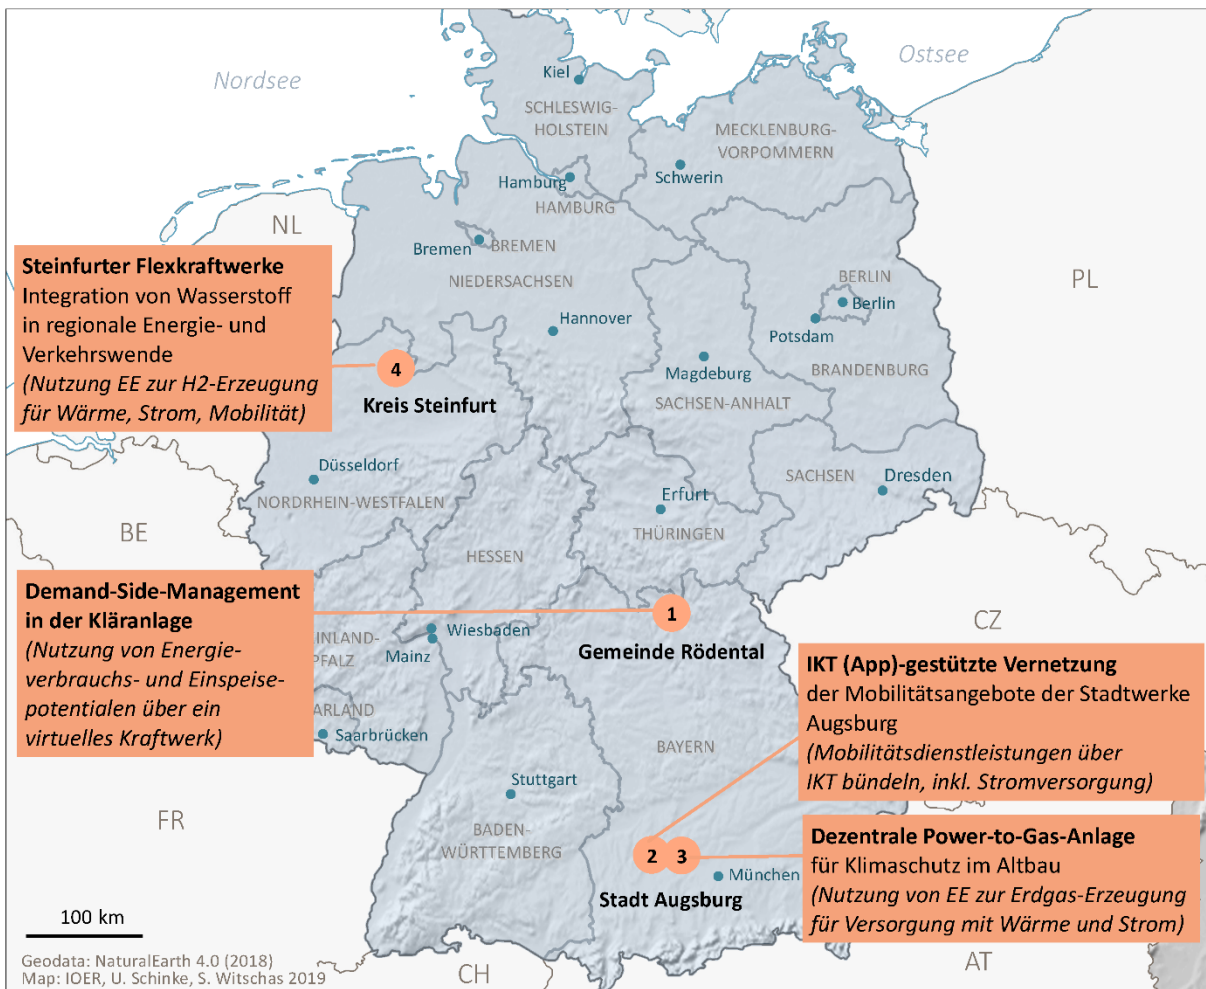 Nordsee
Ostsee
Kiel
SCHLESWIG-
HOLSTEIN
MECKLENBURG-
VORPOMMERN
Schwerin
Hamburg
HAMBURG
NL
Bremen
BREMEN
NIEDERSACHSEN
BERLIN
Berlin
PL
Hannover
Potsdam
Steinfurter Flexkraftwerke
Integration von Wasserstoff
in regionale Energie- und
Verkehrswende
(Nutzung EE zur H2-Erzeugung
für Wärme, Strom, Mobilität)
4
Kreis Steinfurt
Magdeburg
BRANDENBURG
SACHSEN-ANHALT
Düsseldorf
NORDRHEIN-WESTFALEN
SACHSEN
Dresden
Erfurt
THÜRINGEN
BE
HESSEN
Demand-Side-Management
in der Kläranlage
(Nutzung von Energie-
verbrauchs- und Einspeise-
potentialen über ein
virtuelles Kraftwerk)
1
Gemeinde Rödental
CZ
Wiesbaden
Mainz
INLAND-
PFALZ
ARLAND
Saarbrücken
IKT (App)-gestützte Vernetzung
der Mobilitätsangebote der Stadtwerke
Augsburg
(Mobilitätsdienstleistungen über
IKT bündeln, inkl. Stromversorgung)
BAYERN
Stuttgart
FR
BADEN-
WÜRTTEMBERG
2
3
Stadt Augsburg
München
Dezentrale Power-to-Gas-Anlage
für Klimaschutz im Altbau
(Nutzung von EE zur Erdgas-Erzeugung
für Versorgung mit Wärme und Strom)
100 km
Geodata: NaturalEarth 4.0 (2018)
Map: IOER, U. Schinke, S. Witschas 2019
CH
AT